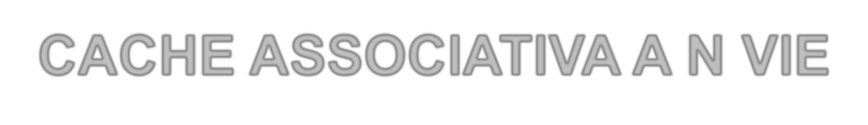 CACHE ASSOCIATIVA A N VIE